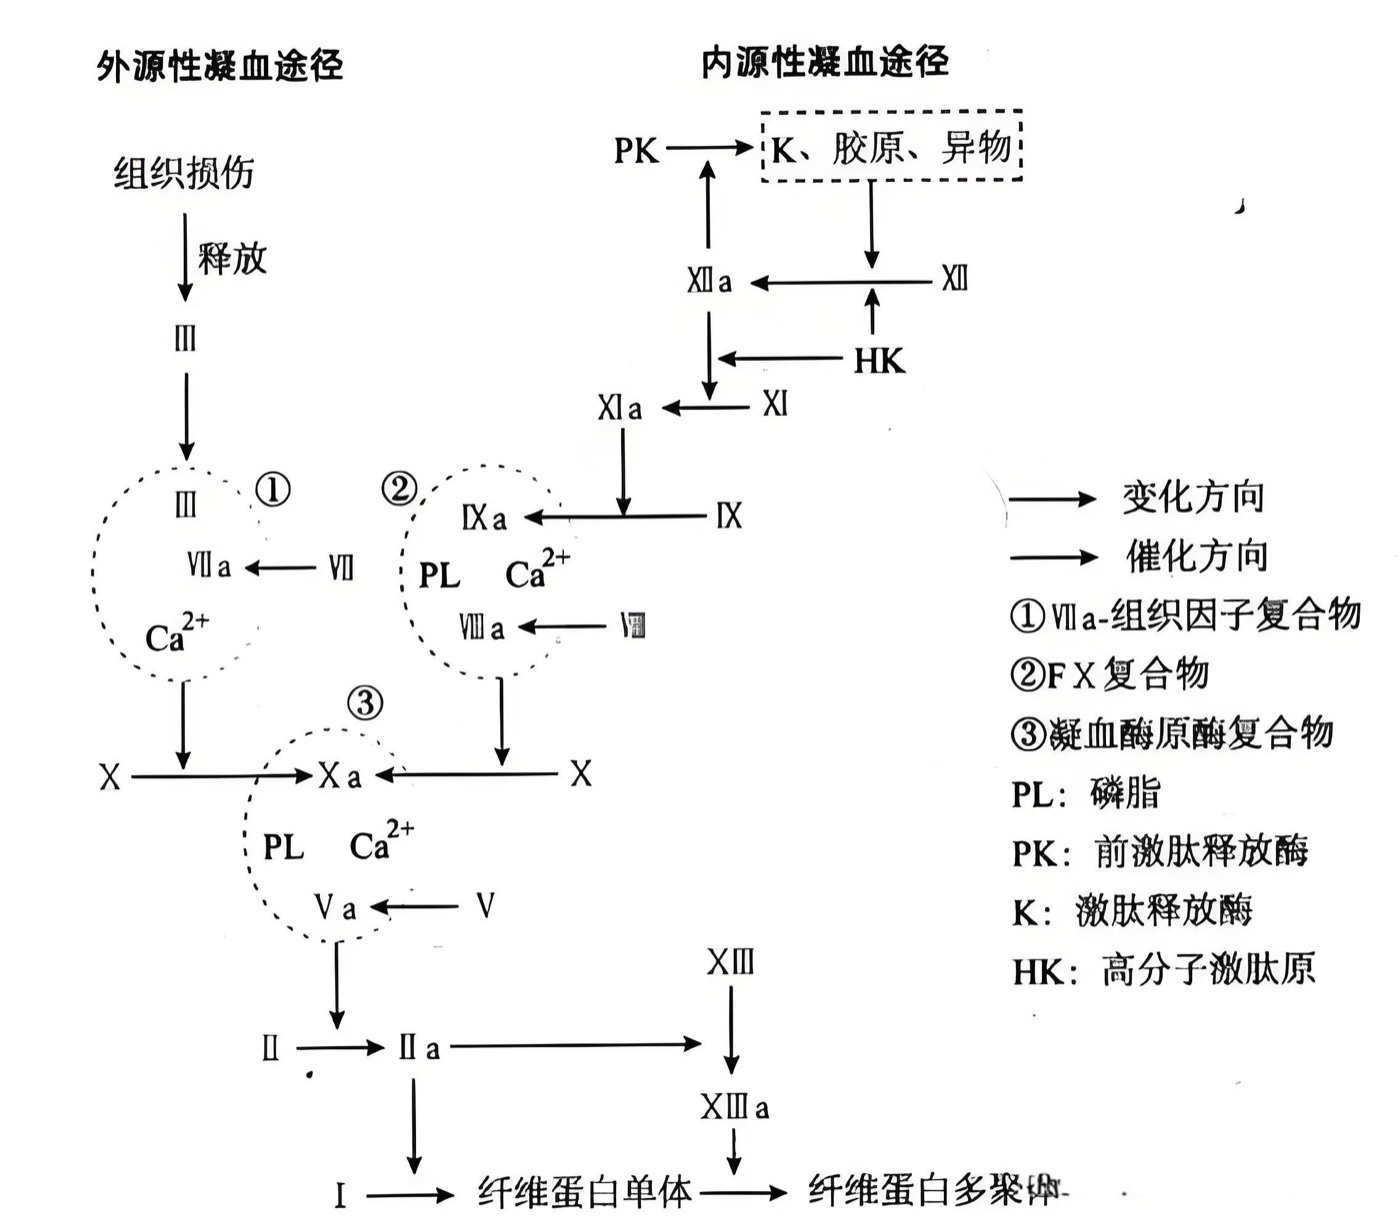 外源性凝血途径
内源性凝血途径
组织损伤
释放
Ⅲ
PK
K、胶原、异物
Ⅻa
Ⅻ
HK
Ⅺa
Ⅺ
①
Ⅲ
Ⅶa
Ⅶ
Ca²⁺
②
Ⅸa
Ⅸ
PL Ca²⁺
Ⅷa
Ⅷ
③
Ⅹ
Ⅹa
Ⅹ
PL Ca²⁺
Ⅴa
Ⅴ
Ⅱ
Ⅱa
ⅩⅢ
ⅩⅢa
Ⅰ
纤维蛋白单体
纤维蛋白多聚体
变化方向
催化方向
①Ⅶa-组织因子复合物
②FⅩ复合物
③凝血酶原酶复合物
PL：磷脂
PK：前激肽释放酶
K：激肽释放酶
HK：高分子激肽原